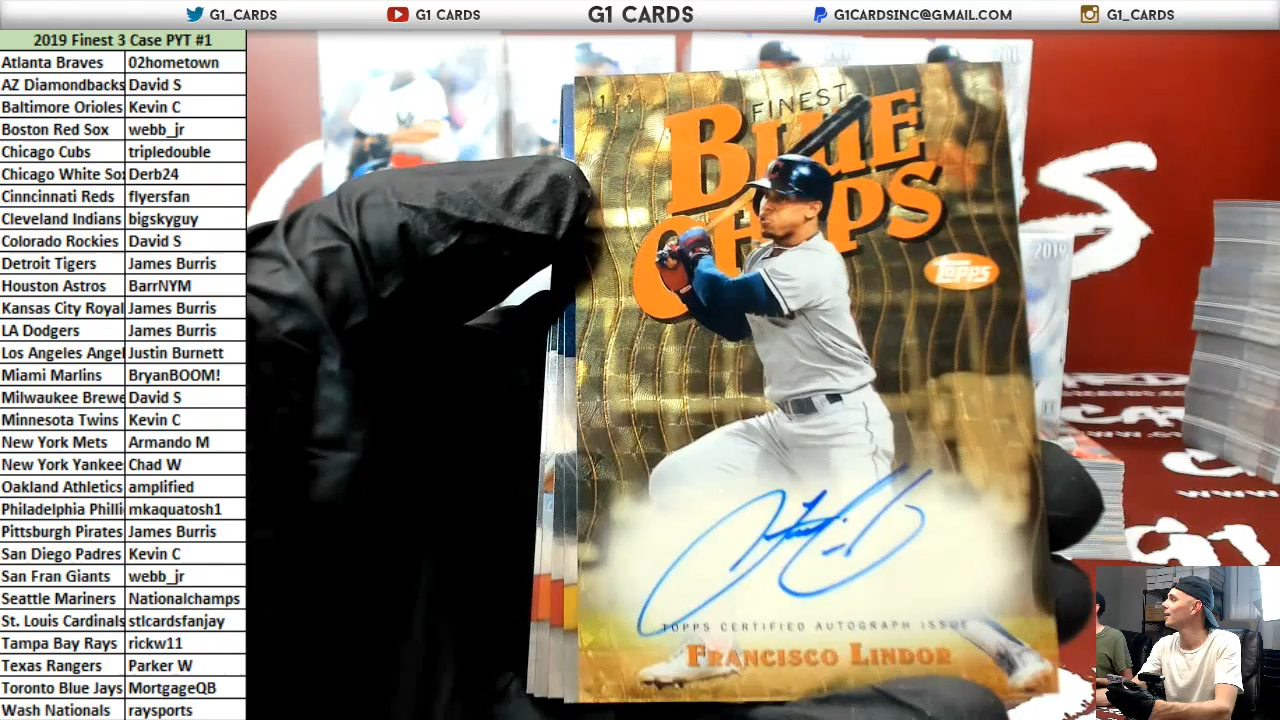 G1_CARDS
G1 CARDS
G1 CARDS
G1CARDSINC@GMAIL.COM
G1_CARDS
2019 Finest 3 Case PYT #1
Atlanta Braves 02hometown
AZ Diamondbacks David S
Baltimore Orioles Kevin C
Boston Red Sox webb_jr
Chicago Cubs tripledouble
Chicago White Sox Derb24
Cinncinnati Reds flyersfan
Cleveland Indians bigskyguy
Colorado Rockies David S
Detroit Tigers James Burris
Houston Astros BarrNYM
Kansas City Royal James Burris
LA Dodgers James Burris
Los Angeles Angel Justin Burnett
Miami Marlins BryanBOOM!
Milwaukee Brewe David S
Minnesota Twins Kevin C
New York Mets Armando M
New York Yankee Chad W
Oakland Athletics amplified
Philadelphia Philli mkaquatosh1
Pittsburgh Pirates James Burris
San Diego Padres Kevin C
San Fran Giants webb_jr
Seattle Mariners Nationalchamps
St. Louis Cardinals stlcardsfanjay
Tampa Bay Rays rickw11
Texas Rangers Parker W
Toronto Blue Jays MortgageQB
Wash Nationals raysports
1/1
FINEST
BLUE
CHIPS
Topps
TOPPS CERTIFIED AUTOGRAPH ISSUE
FRANCISCO LINDOR
2019